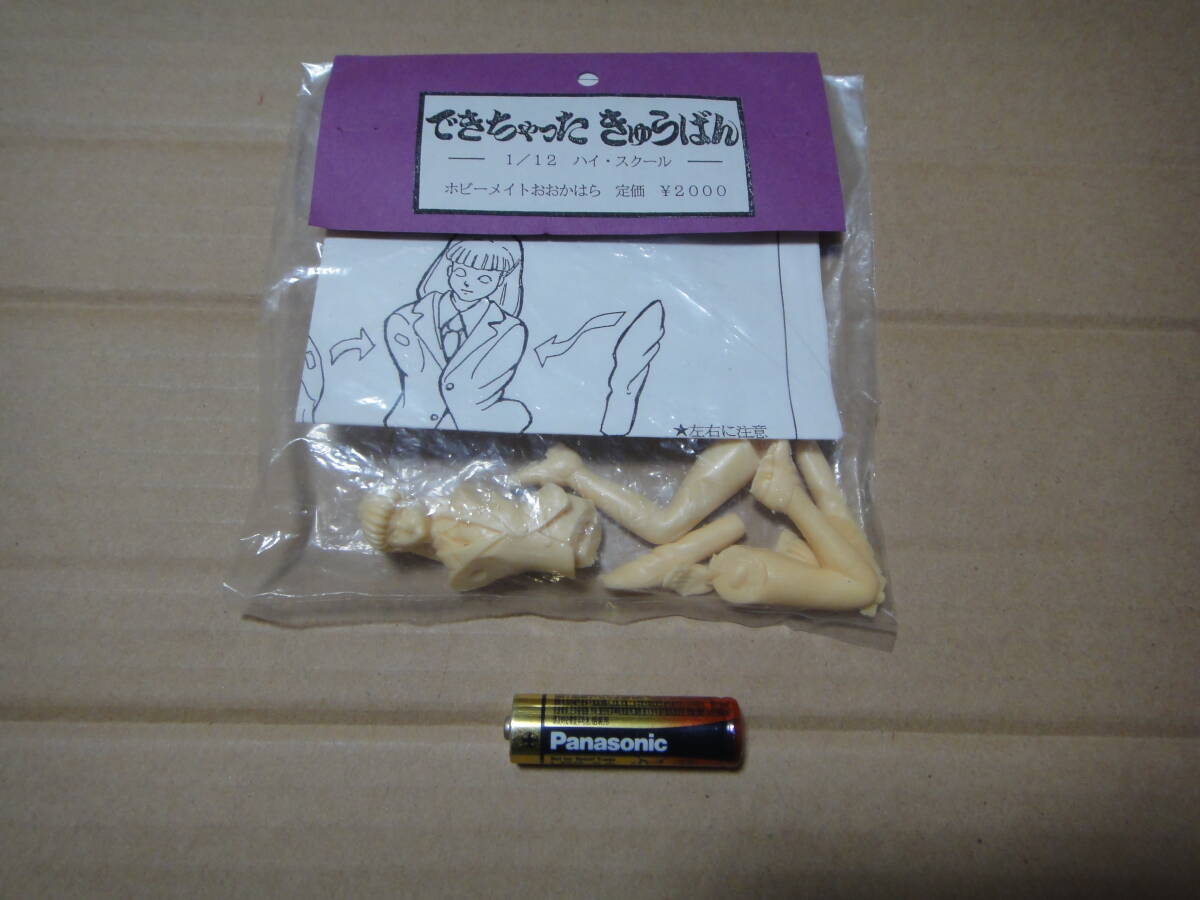 できちゃった きゅうばん
1/12 ハイ・スクール
ホビーメイトおおかはら 定価 ¥2000
★左右に注意
Panasonic